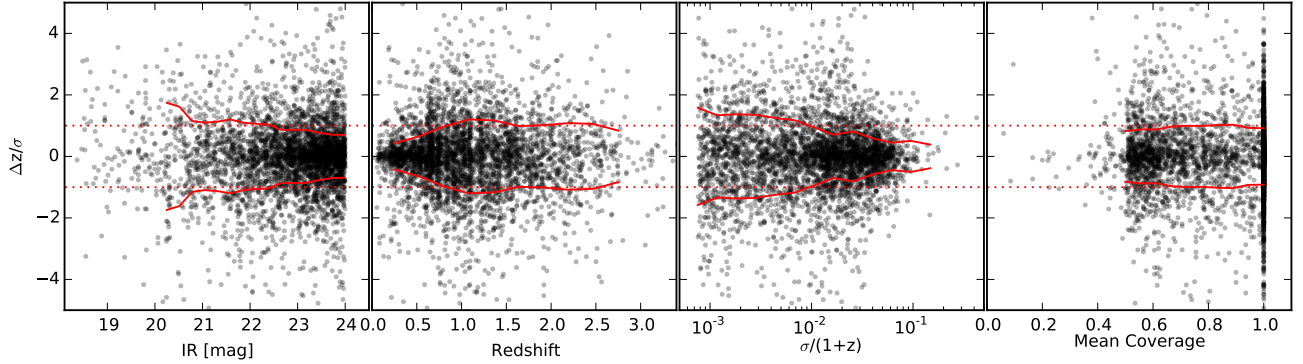 Δz/σ
4
2
0
−2
−4
19 20 21 22 23 24
IR [mag]
0.0 0.5 1.0 1.5 2.0 2.5 3.0
Redshift
10⁻³ 10⁻² 10⁻¹
σ/(1+z)
0.0 0.2 0.4 0.6 0.8 1.0
Mean Coverage